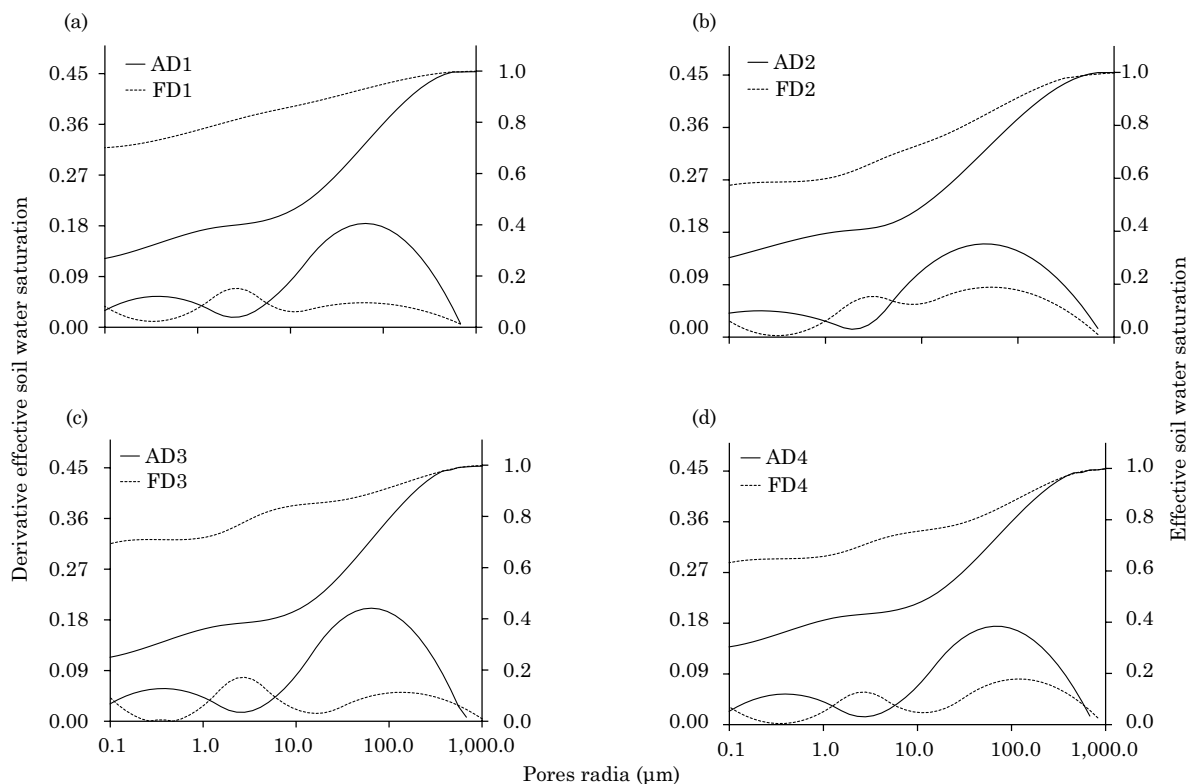 (a)
AD1
FD1
0.45
0.36
0.27
0.18
0.09
0.00
1.0
0.8
0.6
0.4
0.2
0.0
(b)
AD2
FD2
0.45
0.36
0.27
0.18
0.09
0.00
1.0
0.8
0.6
0.4
0.2
0.0
Derivative effective soil water saturation
Effective soil water saturation
(c)
AD3
FD3
0.45
0.36
0.27
0.18
0.09
0.00
1.0
0.8
0.6
0.4
0.2
0.0
0.1 1.0 10.0 100.0 1,000.0
(d)
AD4
FD4
0.45
0.36
0.27
0.18
0.09
0.00
1.0
0.8
0.6
0.4
0.2
0.0
0.1 1.0 10.0 100.0 1,000.0
Pores radia (µm)